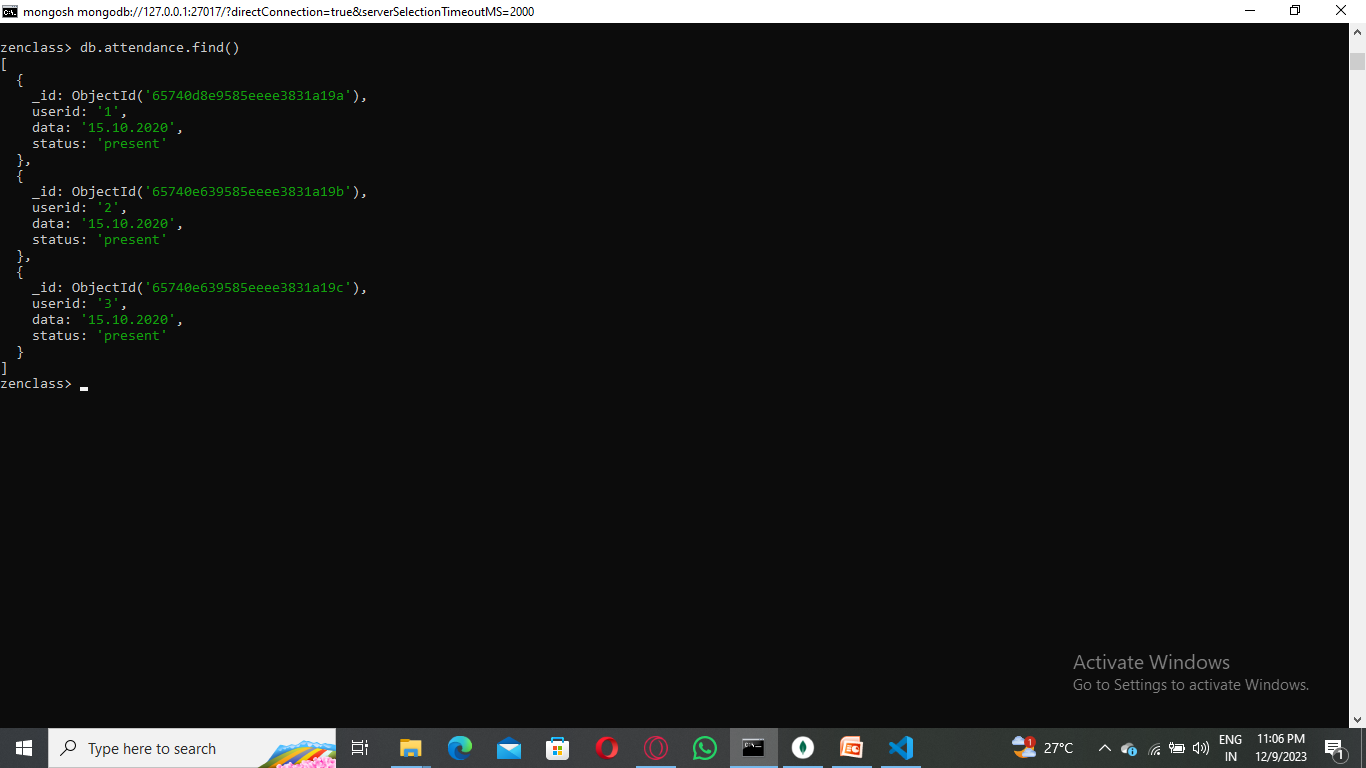 mongosh mongodb://127.0.0.1:27017/?directConnection=true&serverSelectionTimeoutMS=2000
zenclass> db.attendance.find()
[
  {
    _id: ObjectId('65740d8e9585eeee3831a19a'),
    userid: '1',
    data: '15.10.2020',
    status: 'present'
  },
  {
    _id: ObjectId('65740e639585eeee3831a19b'),
    userid: '2',
    data: '15.10.2020',
    status: 'present'
  },
  {
    _id: ObjectId('65740e639585eeee3831a19c'),
    userid: '3',
    data: '15.10.2020',
    status: 'present'
  }
]
zenclass>
Activate Windows
Go to Settings to activate Windows.
Type here to search
27°C
ENG
IN
11:06 PM
12/9/2023
1
1